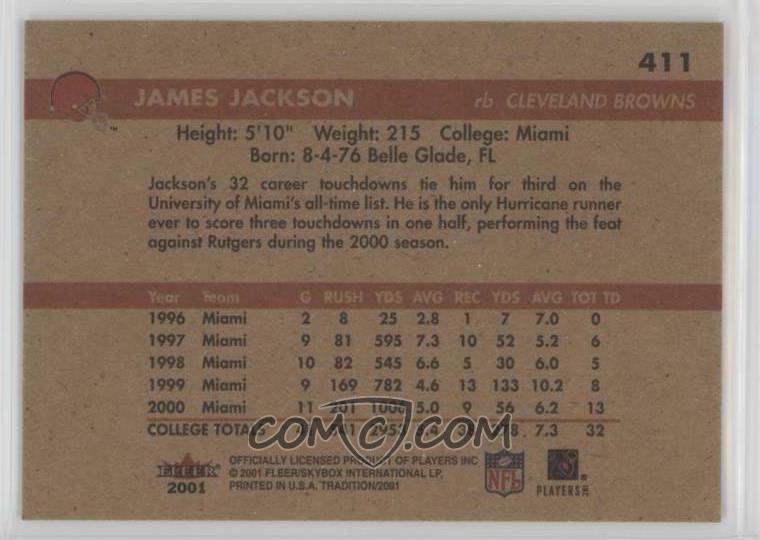 411
JAMES JACKSON rb CLEVELAND BROWNS
TM
Height: 5'10" Weight: 215 College: Miami
Born: 8-4-76 Belle Glade, FL
Jackson's 32 career touchdowns tie him for third on the
University of Miami's all-time list. He is the only Hurricane runner
ever to score three touchdowns in one half, performing the feat
against Rutgers during the 2000 season.
Year Team G RUSH YDS AVG REC YDS AVG TOT TD
1996 Miami 2 8 25 2.8 1 7 7.0 0
1997 Miami 9 81 595 7.3 10 52 5.2 6
1998 Miami 10 82 545 6.6 5 30 6.0 5
1999 Miami 9 169 782 4.6 13 133 10.2 8
2000 Miami 11 201 1006 5.0 9 56 6.2 13
COLLEGE TOTALS 7.3 32
COMC.COM
FLEER
2001
OFFICIALLY LICENSED PRODUCT OF PLAYERS INC
© 2001 FLEER/SKYBOX INTERNATIONAL LP,
PRINTED IN U.S.A. TRADITION/2001
NFL
PLAYERS INC